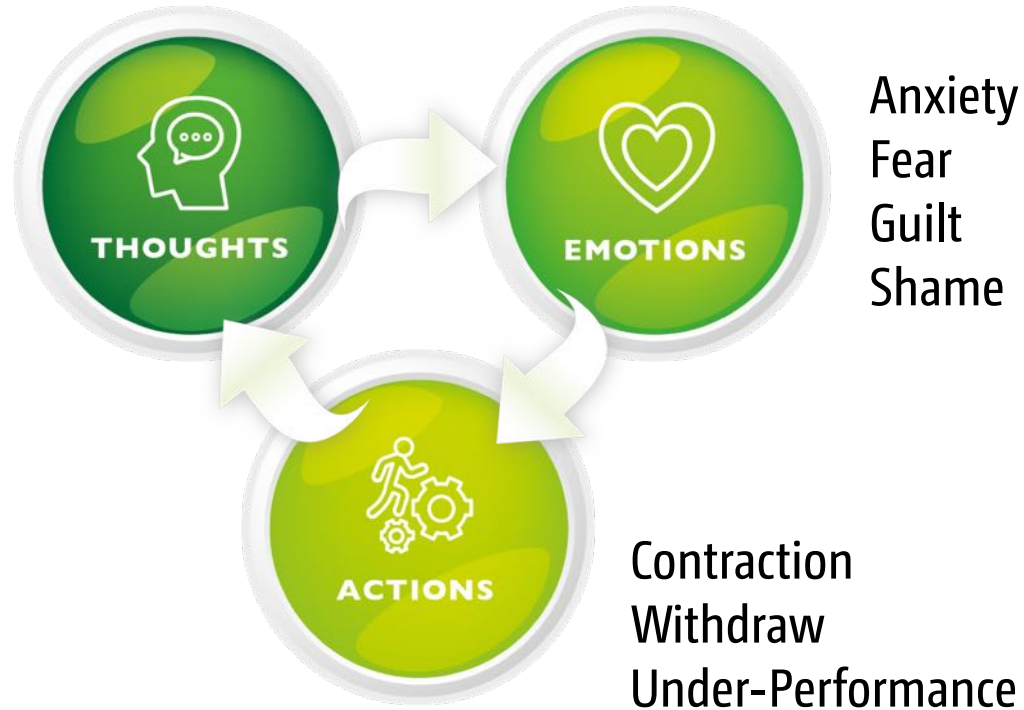 THOUGHTS
EMOTIONS
Anxiety
Fear
Guilt
Shame
ACTIONS
Contraction
Withdraw
Under-Performance